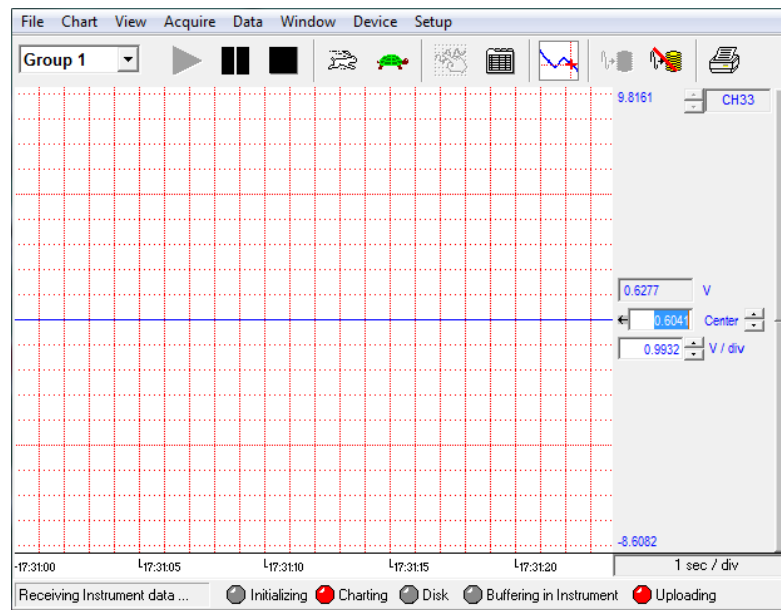 File Chart View Acquire Data Window Device Setup
Group 1
9.8161 CH33
0.6277 V
0.6041 Center
0.9932 V / div
-8.6082
-17:31:00 17:31:05 17:31:10 17:31:15 17:31:20 1 sec / div
Receiving Instrument data ... Initializing Charting Disk Buffering in Instrument Uploading